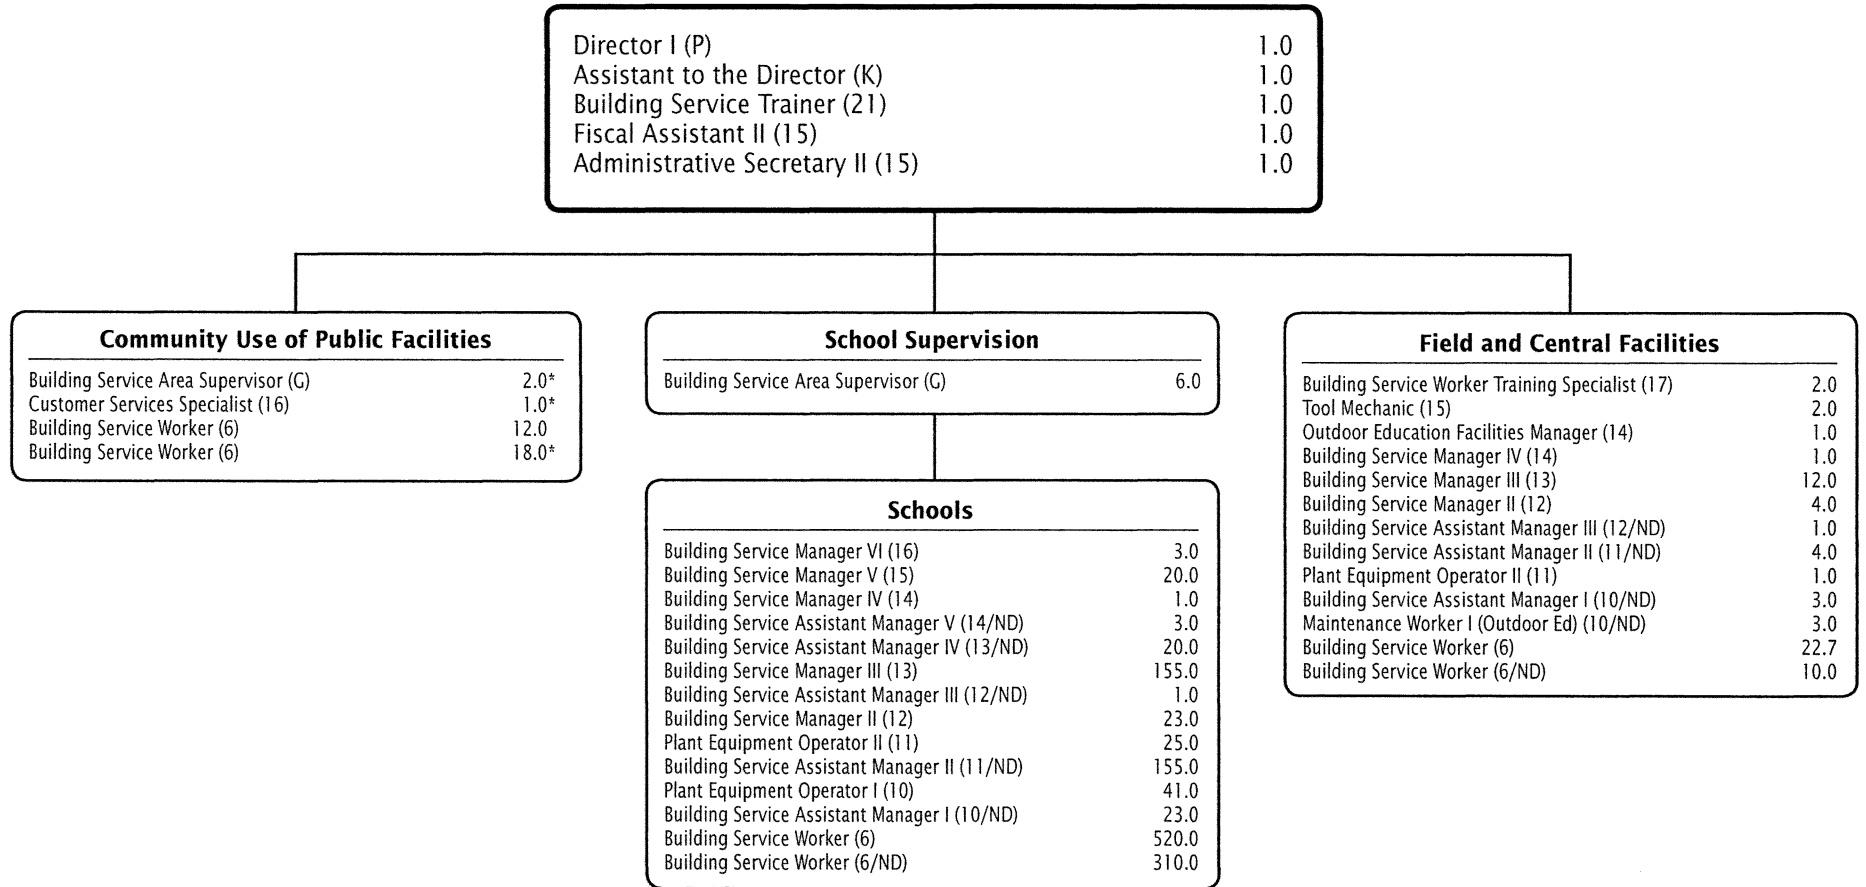 Director I (P) 1.0
Assistant to the Director (K) 1.0
Building Service Trainer (21) 1.0
Fiscal Assistant II (15) 1.0
Administrative Secretary II (15) 1.0
Community Use of Public Facilities
Building Service Area Supervisor (G) 2.0*
Customer Services Specialist (16) 1.0*
Building Service Worker (6) 12.0
Building Service Worker (6) 18.0*
School Supervision
Building Service Area Supervisor (G) 6.0
Schools
Building Service Manager VI (16) 3.0
Building Service Manager V (15) 20.0
Building Service Manager IV (14) 1.0
Building Service Assistant Manager V (14/ND) 3.0
Building Service Assistant Manager IV (13/ND) 20.0
Building Service Manager III (13) 155.0
Building Service Assistant Manager III (12/ND) 1.0
Building Service Manager II (12) 23.0
Plant Equipment Operator II (11) 25.0
Building Service Assistant Manager II (11/ND) 155.0
Plant Equipment Operator I (10) 41.0
Building Service Assistant Manager I (10/ND) 23.0
Building Service Worker (6) 520.0
Building Service Worker (6/ND) 310.0
Field and Central Facilities
Building Service Worker Training Specialist (17) 2.0
Tool Mechanic (15) 2.0
Outdoor Education Facilities Manager (14) 1.0
Building Service Manager IV (14) 1.0
Building Service Manager III (13) 12.0
Building Service Manager II (12) 4.0
Building Service Assistant Manager III (12/ND) 1.0
Building Service Assistant Manager II (11/ND) 4.0
Plant Equipment Operator II (11) 1.0
Building Service Assistant Manager I (10/ND) 3.0
Maintenance Worker I (Outdoor Ed) (10/ND) 3.0
Building Service Worker (6) 22.7
Building Service Worker (6/ND) 10.0